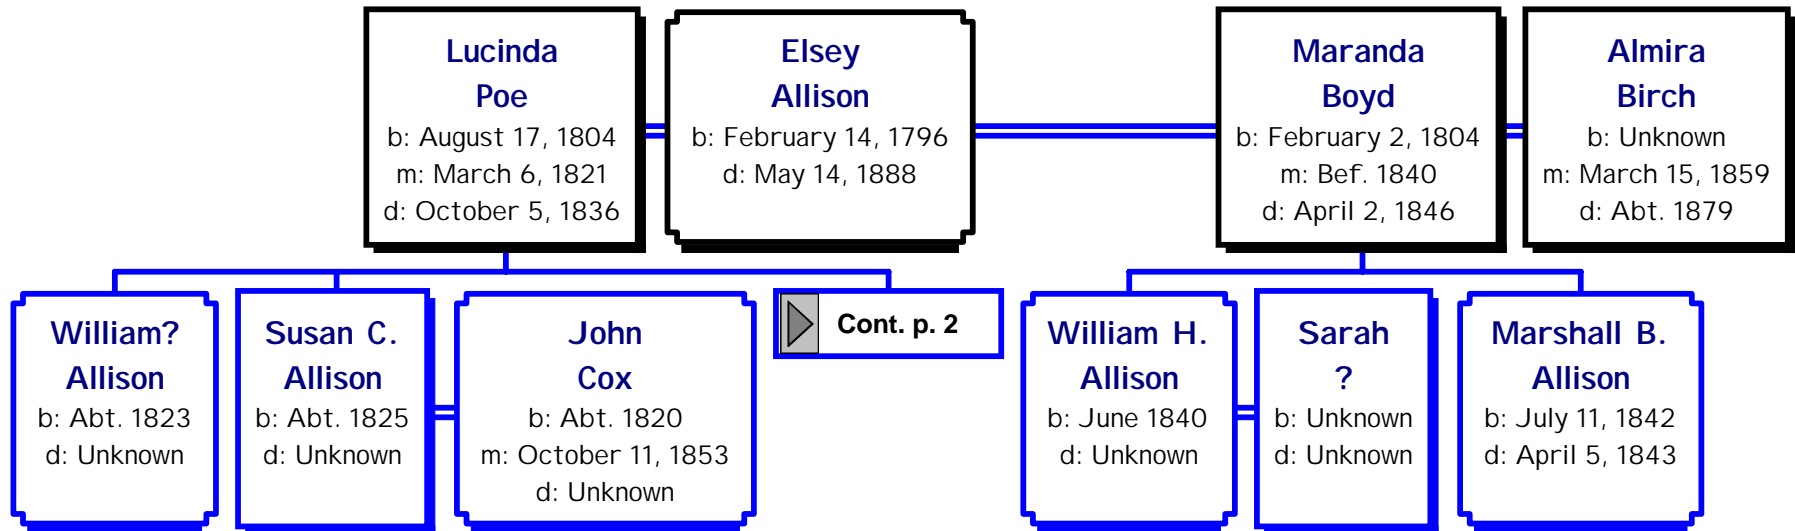 Lucinda
Poe
b: August 17, 1804
m: March 6, 1821
d: October 5, 1836
Elsey
Allison
b: February 14, 1796
d: May 14, 1888
Maranda
Boyd
b: February 2, 1804
m: Bef. 1840
d: April 2, 1846
Almira
Birch
b: Unknown
m: March 15, 1859
d: Abt. 1879
William?
Allison
b: Abt. 1823
d: Unknown
Susan C.
Allison
b: Abt. 1825
d: Unknown
John
Cox
b: Abt. 1820
m: October 11, 1853
d: Unknown
Cont. p. 2
William H.
Allison
b: June 1840
d: Unknown
Sarah
?
b: Unknown
d: Unknown
Marshall B.
Allison
b: July 11, 1842
d: April 5, 1843